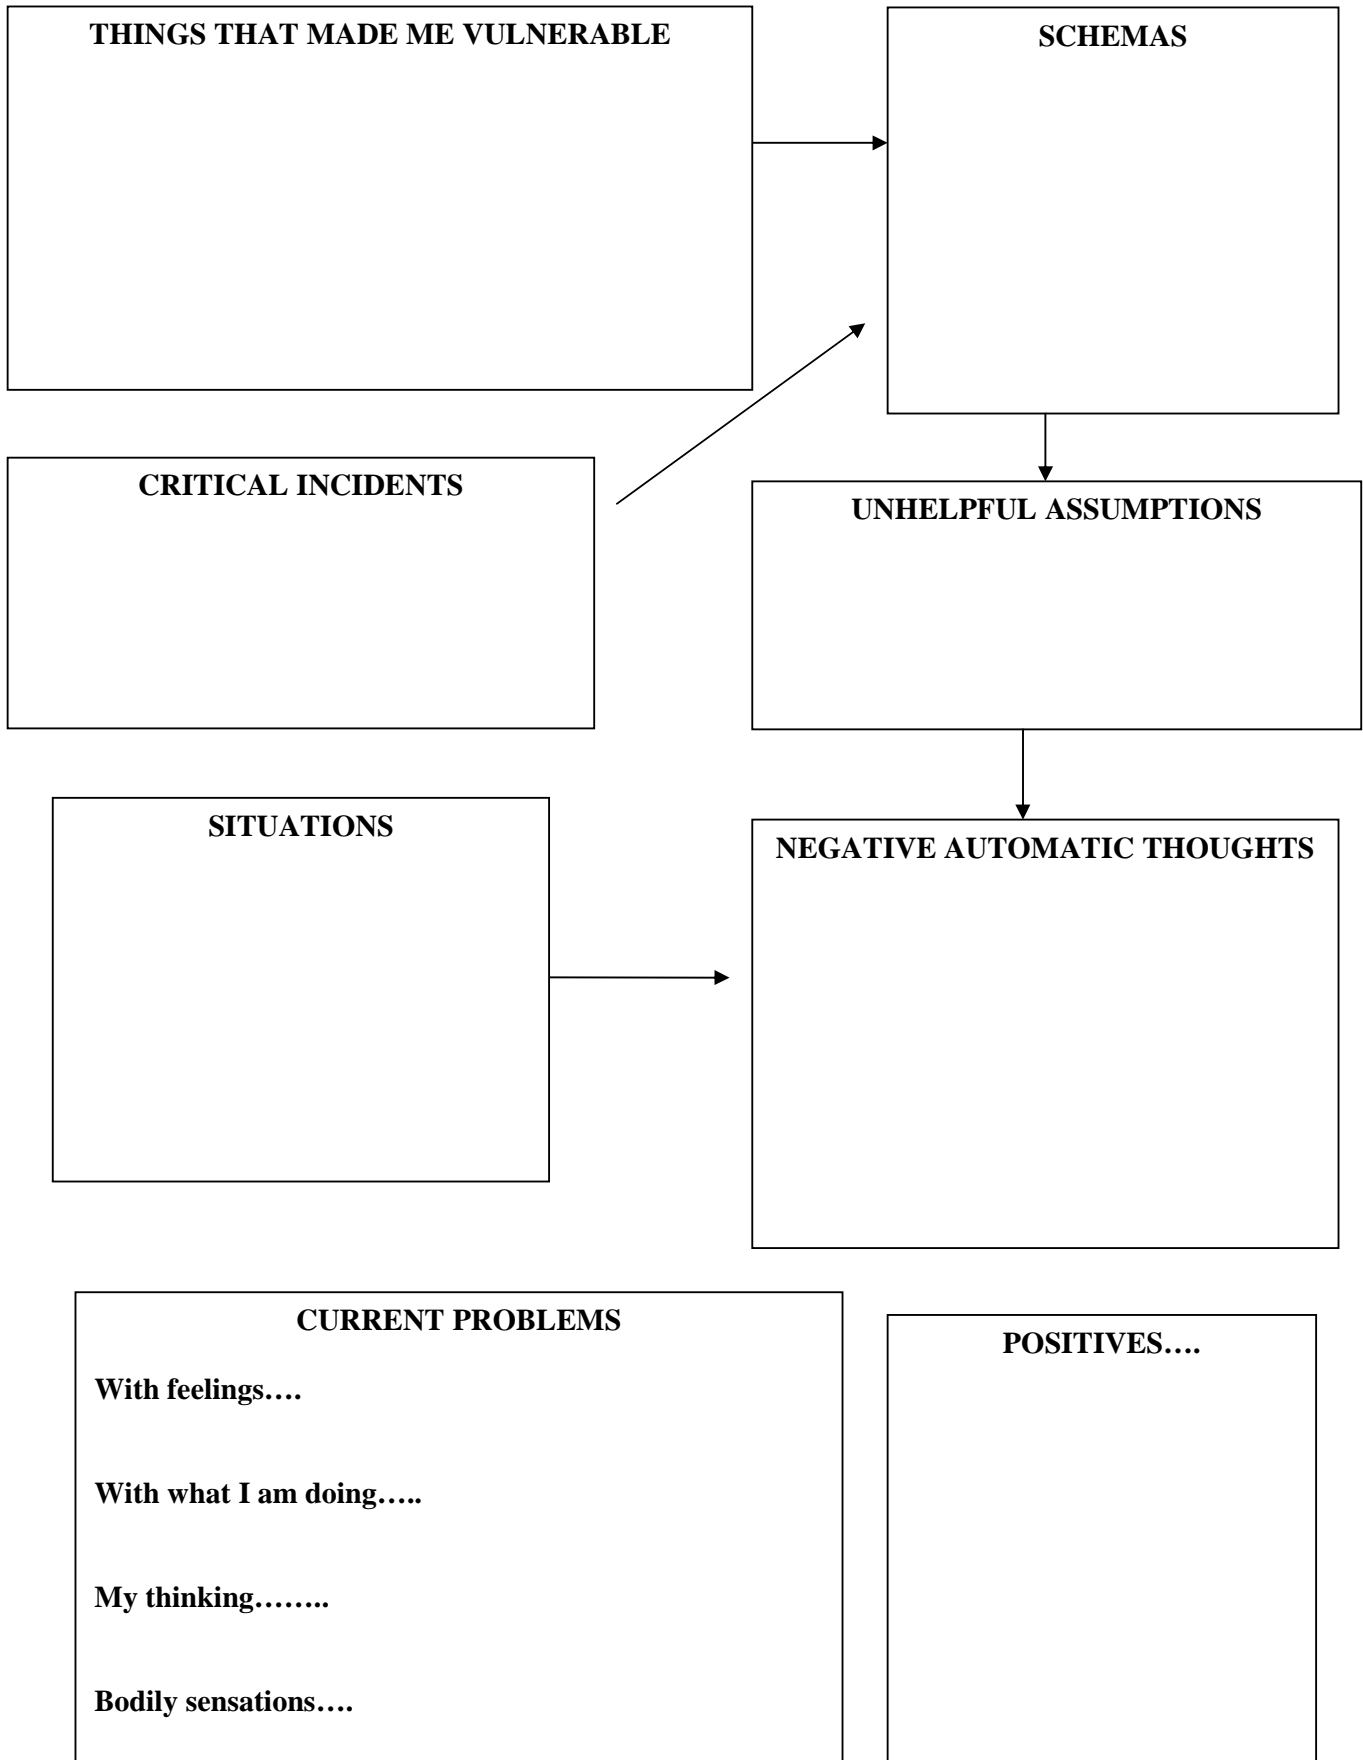 THINGS THAT MADE ME VULNERABLE
SCHEMAS
CRITICAL INCIDENTS
UNHELPFUL ASSUMPTIONS
SITUATIONS
NEGATIVE AUTOMATIC THOUGHTS
CURRENT PROBLEMS
With feelings….
With what I am doing…..
My thinking……..
Bodily sensations….
POSITIVES….